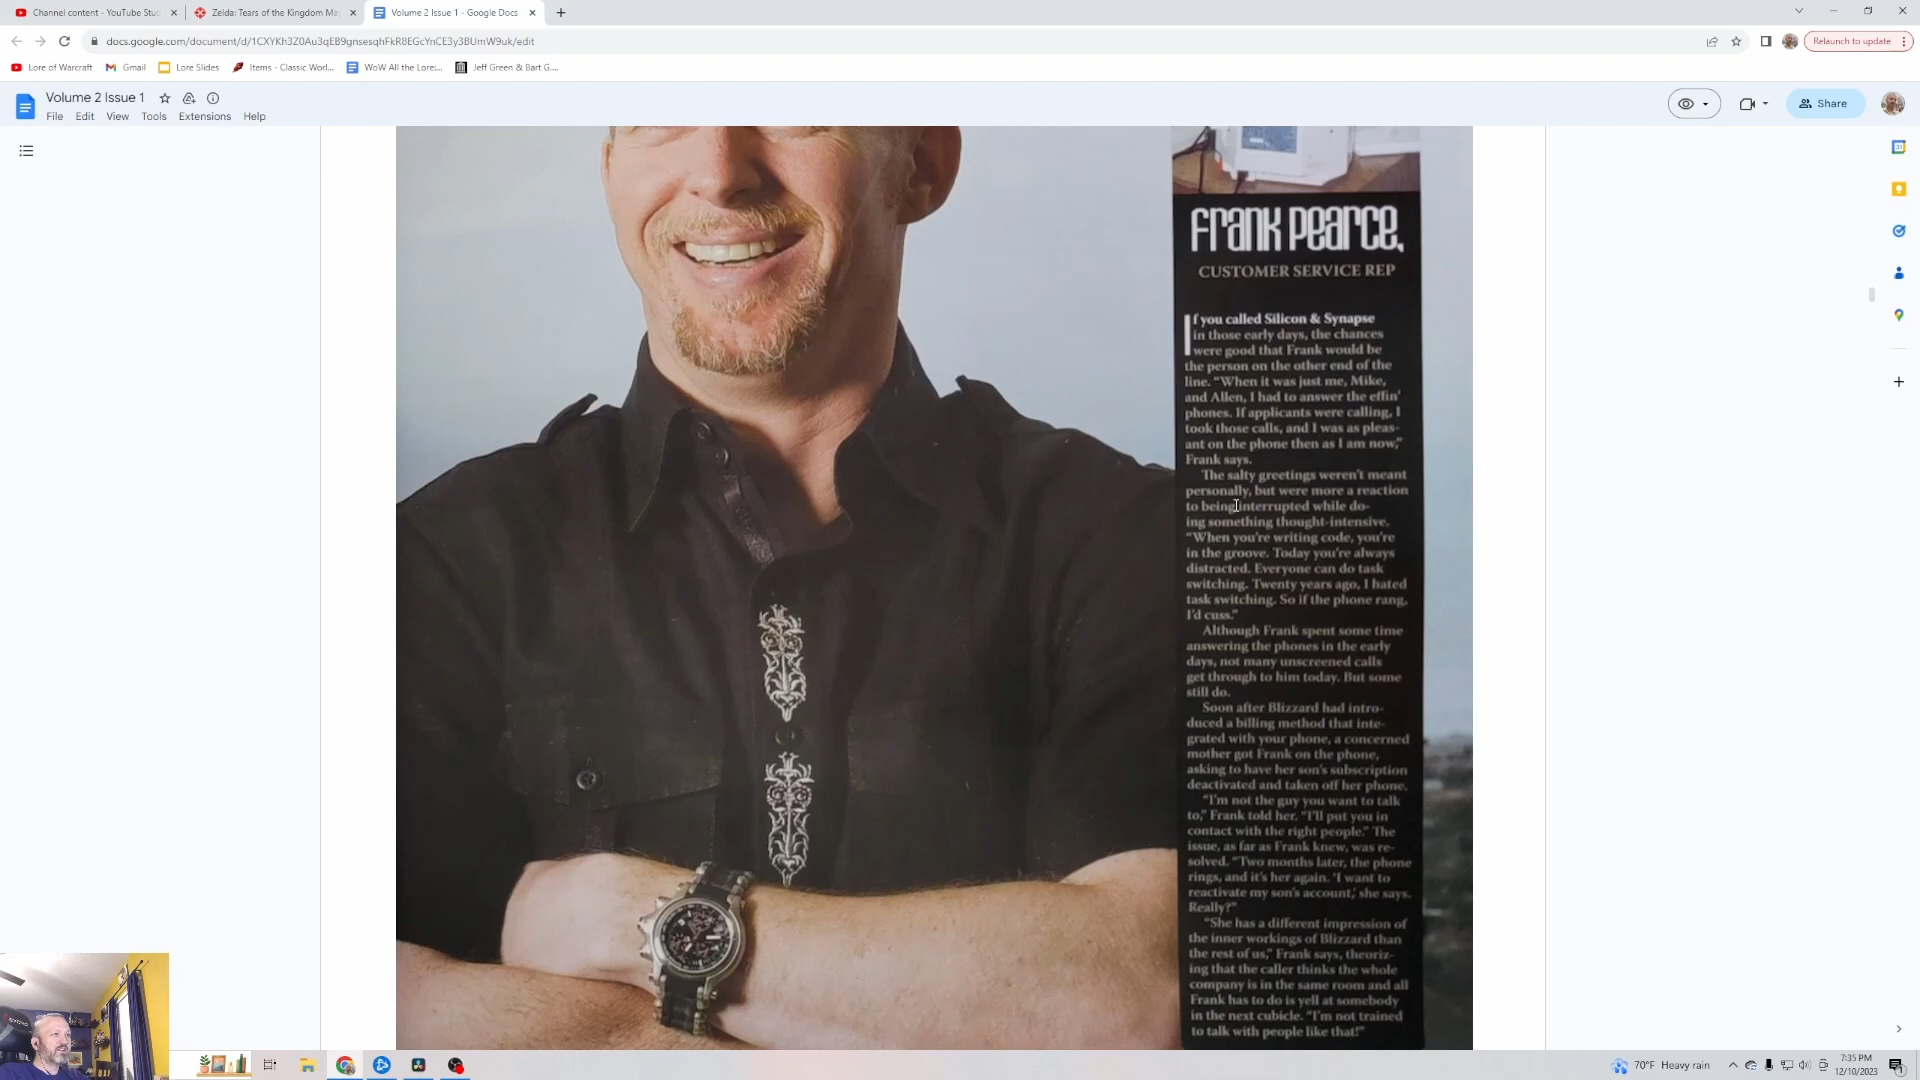 Channel content - YouTube Stu
Zelda: Tears of the Kingdom Ma
Volume 2 Issue 1 - Google Docs
docs.google.com/document/d/1CXYKh3Z0Au3qEB9gnsesqhFkR8EGcYnCE3y3BUmW9uk/edit
Relaunch to update
Lore of Warcraft
Gmail
Lore Slides
Items - Classic Worl...
WoW All the Lore:...
Jeff Green & Bart G....
Volume 2 Issue 1
Share
File Edit View Tools Extensions Help
Frank Pearce,
CUSTOMER SERVICE REP
If you called Silicon & Synapse
in those early days, the chances
were good that Frank would be
the person on the other end of the
line. “When it was just me, Mike,
and Allen, I had to answer the effin’
phones. If applicants were calling, I
took those calls, and I was as pleas-
ant on the phone then as I am now,”
Frank says.
The salty greetings weren’t meant
personally, but were more a reaction
to being interrupted while do-
ing something thought-intensive.
“When you’re writing code, you’re
in the groove. Today you’re always
distracted. Everyone can do task
switching. Twenty years ago, I hated
task switching. So if the phone rang,
I’d cuss.”
Although Frank spent some time
answering the phones in the early
days, not many unscreened calls
get through to him today. But some
still do.
Soon after Blizzard had intro-
duced a billing method that inte-
grated with your phone, a concerned
mother got Frank on the phone,
asking to have her son’s subscription
deactivated and taken off her phone.
“I’m not the guy you want to talk
to,” Frank told her. “I’ll put you in
contact with the right people.” The
issue, as far as Frank knew, was re-
solved. “Two months later, the phone
rings, and it’s her again. ‘I want to
reactivate my son’s account,’ she says.
Really?”
“She has a different impression of
the inner workings of Blizzard than
the rest of us,” Frank says, theoriz-
ing that the caller thinks the whole
company is in the same room and all
Frank has to do is yell at somebody
in the next cubicle. “I’m not trained
to talk with people like that!”
70°F Heavy rain
7:35 PM
12/10/2023